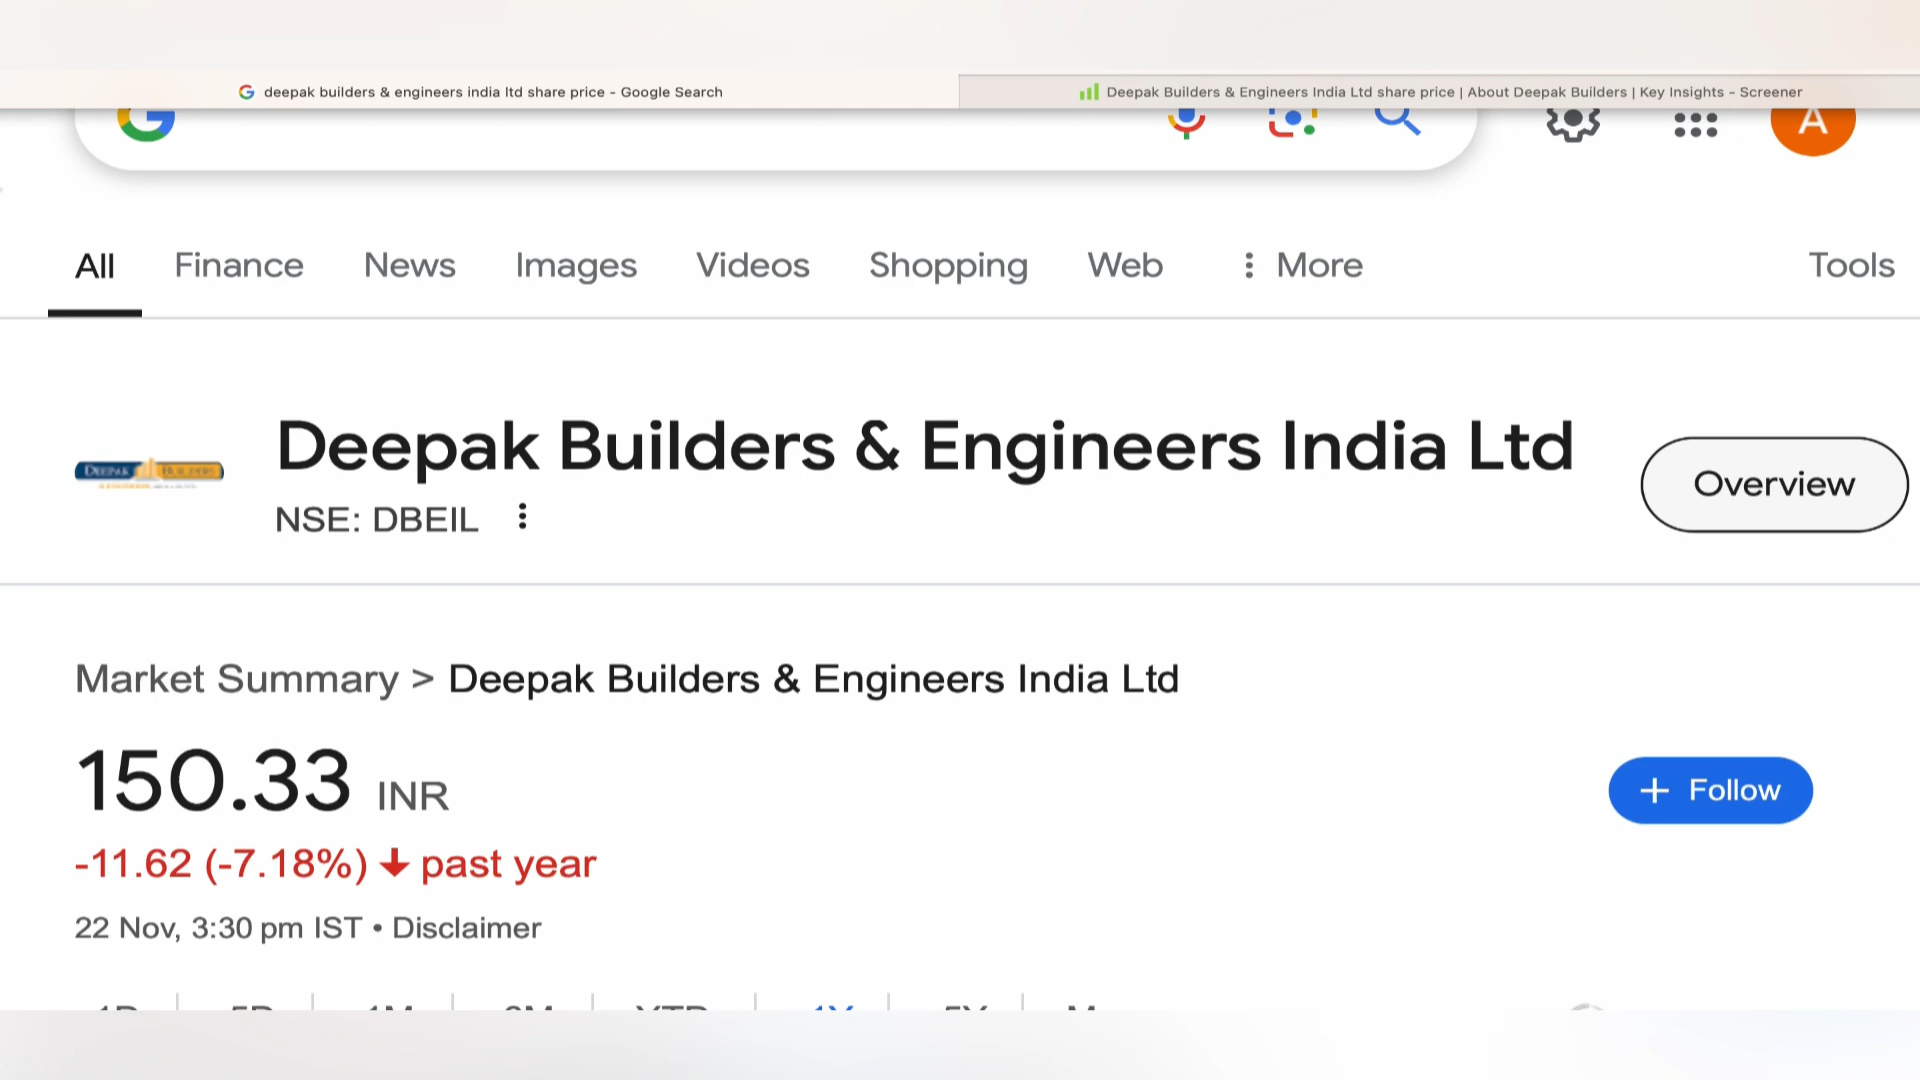 deepak builders & engineers india ltd share price - Google Search
Deepak Builders & Engineers India Ltd share price | About Deepak Builders | Key Insights - Screener
A
All Finance News Images Videos Shopping Web More Tools
Deepak Builders & Engineers India Ltd
DEEPAK BUILDERS
NSE: DBEIL
Overview
Market Summary > Deepak Builders & Engineers India Ltd
150.33 INR
+ Follow
-11.62 (-7.18%) past year
22 Nov, 3:30 pm IST • Disclaimer